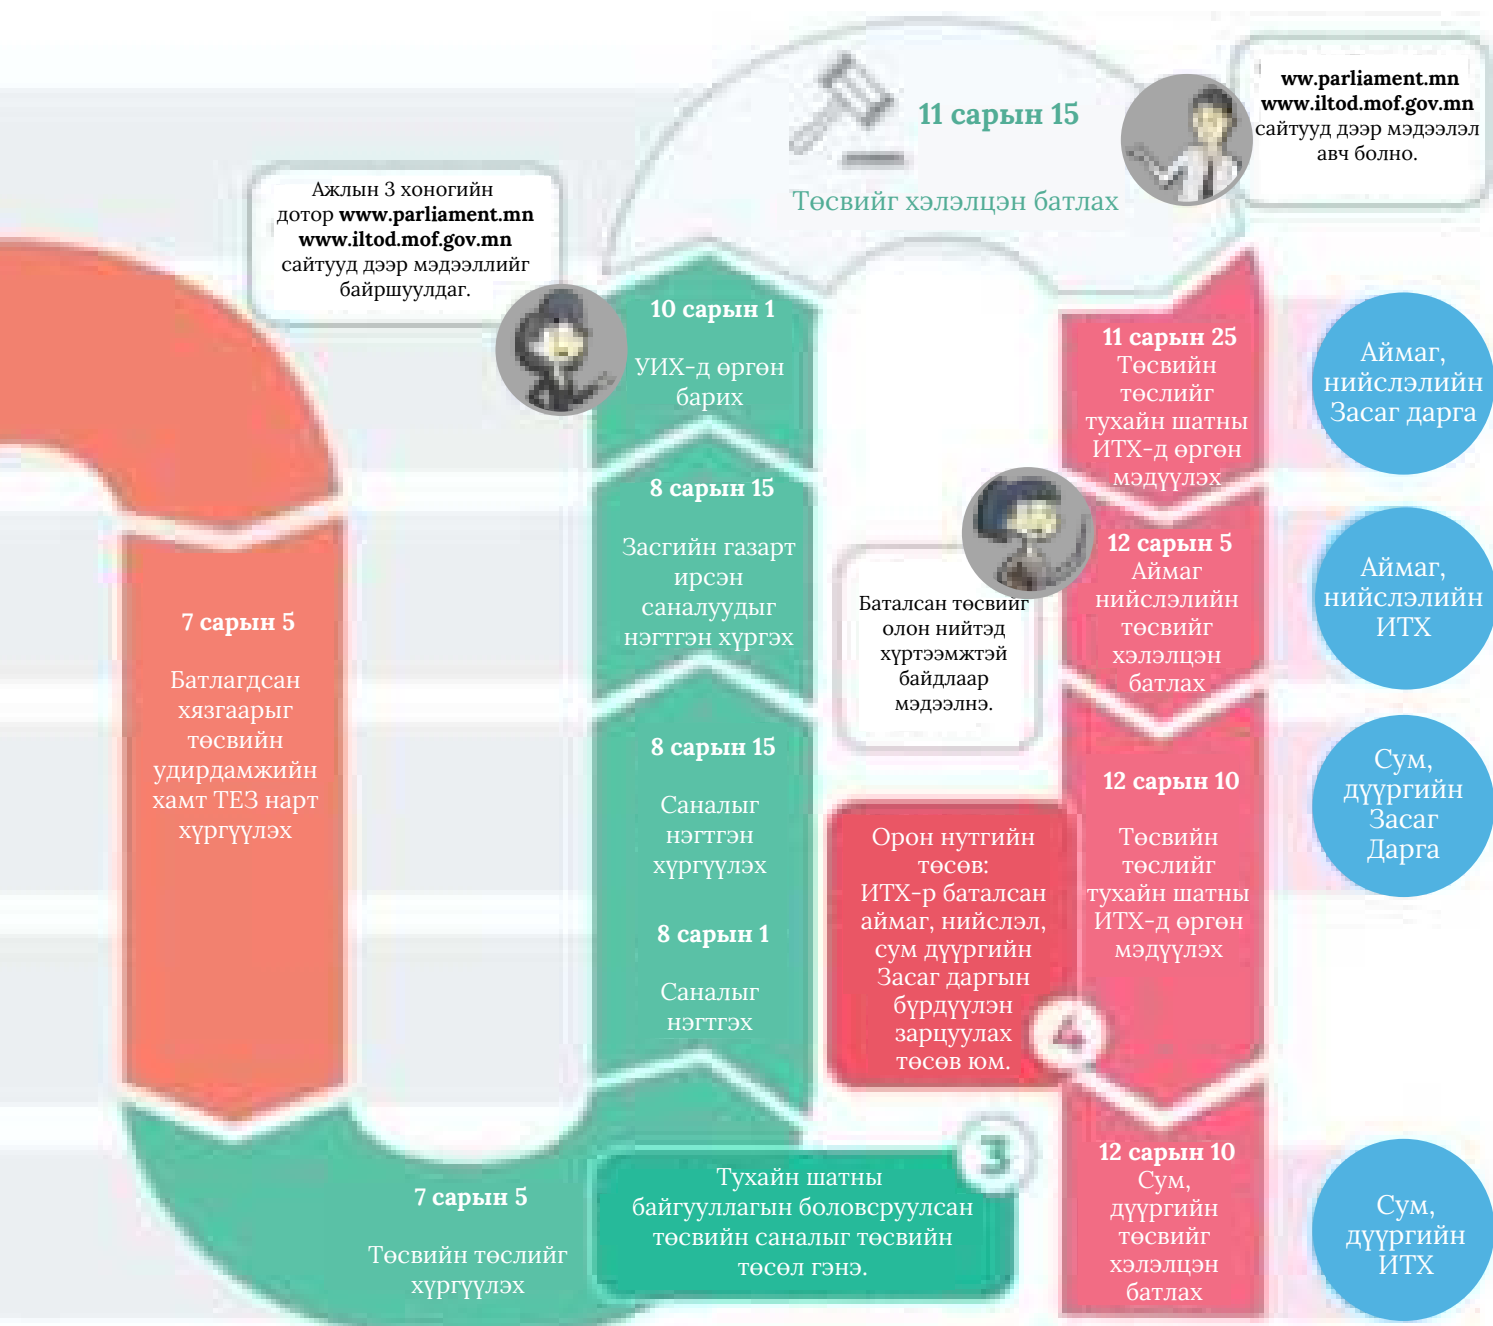 ww.parliament.mn
www.iltod.mof.gov.mn
сайтууд дээр мэдээлэл
авч болно.
11 сарын 15
Төсвийг хэлэлцэн батлах
Ажлын 3 хоногийн
дотор www.parliament.mn
www.iltod.mof.gov.mn
сайтууд дээр мэдээллийг
байршуулдаг.
7 сарын 5
Батлагдсан
хязгаарыг
төсвийн
удирдамжийн
хамт ТЕЗ нарт
хүргүүлэх
7 сарын 5
Төсвийн төслийг
хүргүүлэх
Тухайн шатны
байгууллагын боловсруулсан
төсвийн саналыг төсвийн
төсөл гэнэ.
3
10 сарын 1
УИХ-д өргөн
барих
8 сарын 15
Засгийн газарт
ирсэн
саналуудыг
нэгтгэн хүргэх
8 сарын 15
Саналыг
нэгтгэн
хүргүүлэх
8 сарын 1
Саналыг
нэгтгэх
Баталсан төсвийг
олон нийтэд
хүртээмжтэй
байдлаар
мэдээлнэ.
Орон нутгийн
төсөв:
ИТХ-р баталсан
аймаг, нийслэл,
сум дүүргийн
Засаг даргын
бүрдүүлэн
зарцуулах
төсөв юм.
4
11 сарын 25
Төсвийн
төслийг
тухайн шатны
ИТХ-д өргөн
мэдүүлэх
12 сарын 5
Аймаг
нийслэлийн
төсвийг
хэлэлцэн
батлах
12 сарын 10
Төсвийн
төслийг
тухайн шатны
ИТХ-д өргөн
мэдүүлэх
12 сарын 10
Сум,
дүүргийн
төсвийг
хэлэлцэн
батлах
Аймаг,
нийслэлийн
Засаг дарга
Аймаг,
нийслэлийн
ИТХ
Сум,
дүүргийн
Засаг
Дарга
Сум,
дүүргийн
ИТХ